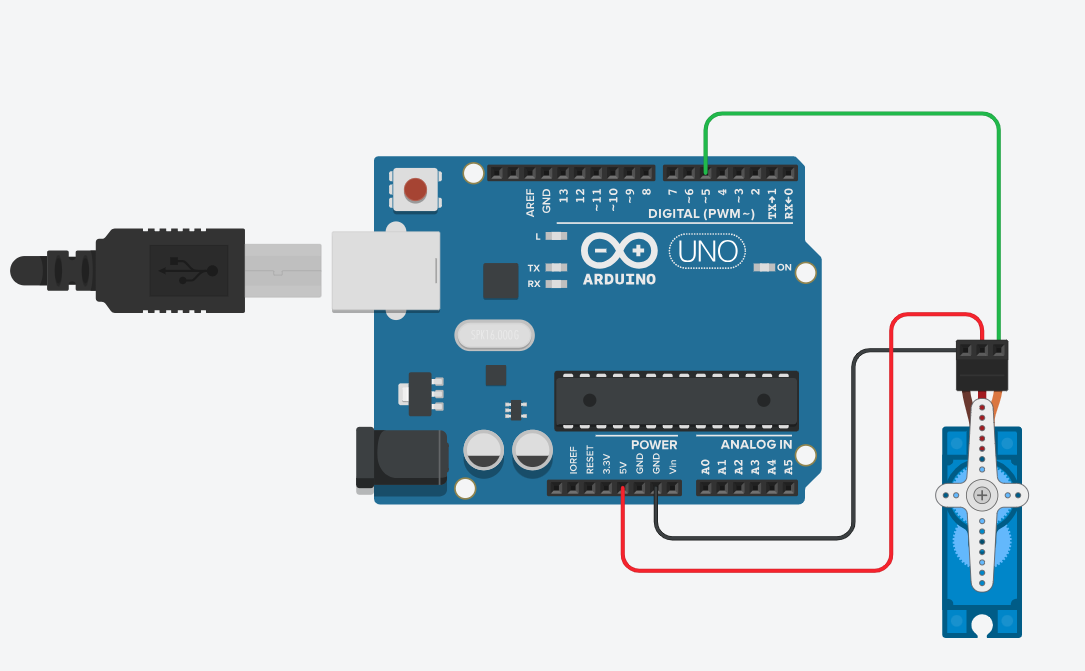 AREF
GND
13
12
~11
~10
~9
8
7
~6
~5
4
~3
2
TX→1
RX←0
DIGITAL (PWM~)
L
TX
RX
ARDUINO
UNO
ON
IOREF
RESET
3.3V
5V
GND
GND
Vin
POWER
ANALOG IN
A0
A1
A2
A3
A4
A5